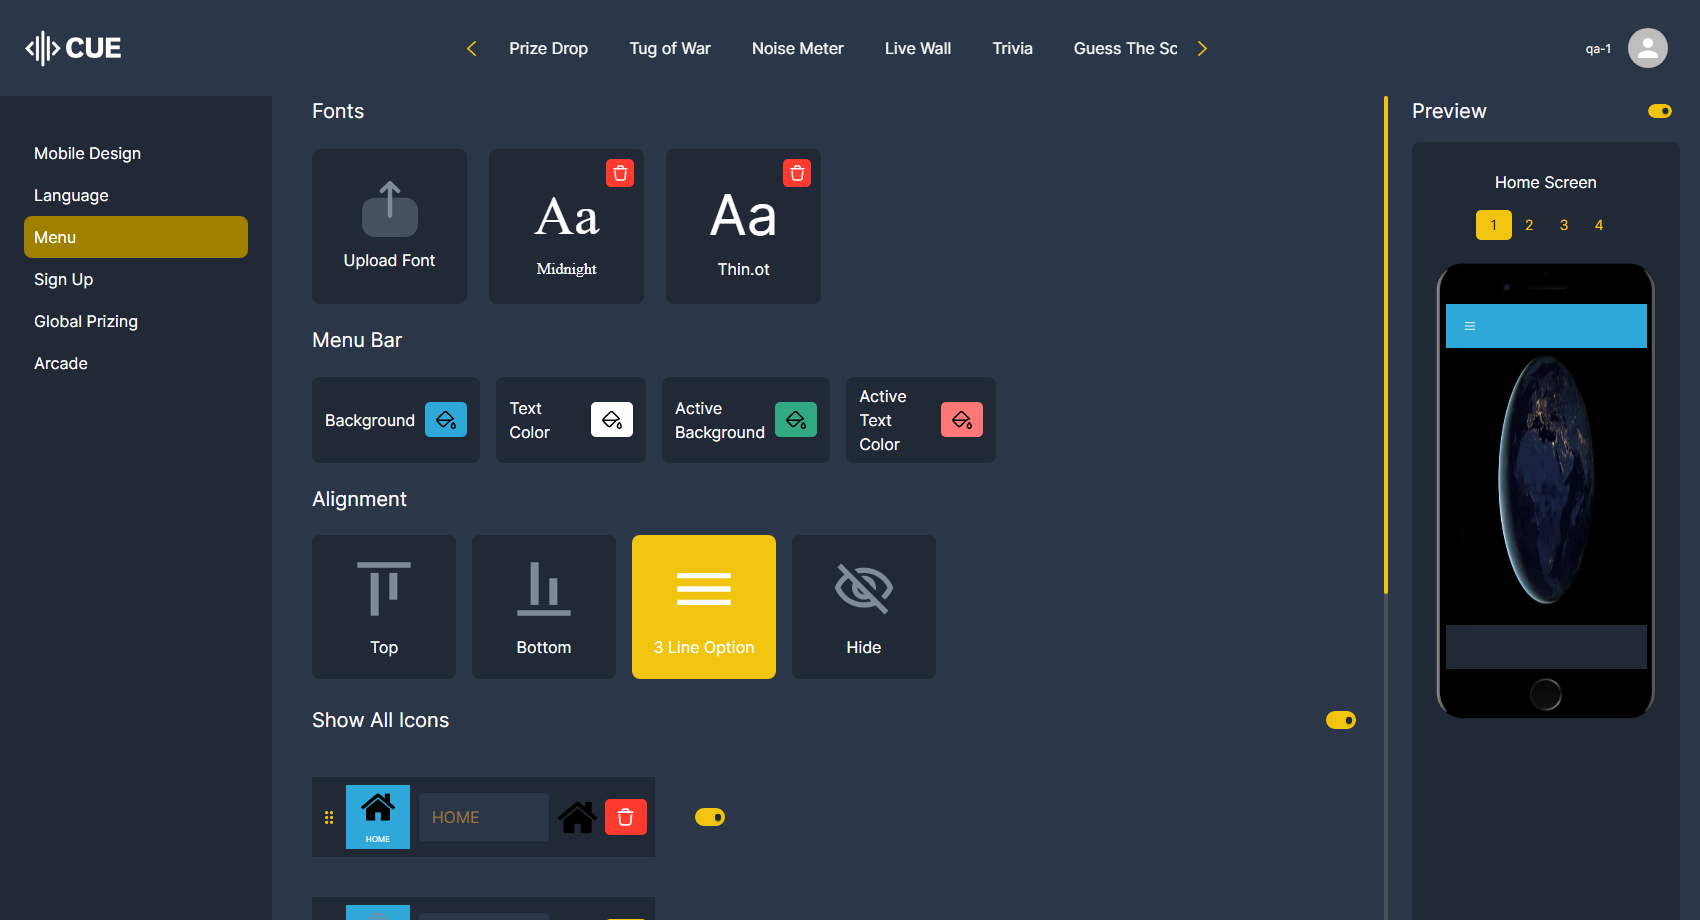 CUE
Prize Drop
Tug of War
Noise Meter
Live Wall
Trivia
Guess The Sc
qa-1
Mobile Design
Language
Menu
Sign Up
Global Prizing
Arcade
Fonts
Upload Font
Aa
Midnight
Aa
Thin.ot
Menu Bar
Background
Text
Color
Active
Background
Active
Text
Color
Alignment
Top
Bottom
3 Line Option
Hide
Show All Icons
HOME
HOME
Preview
Home Screen
1 2 3 4